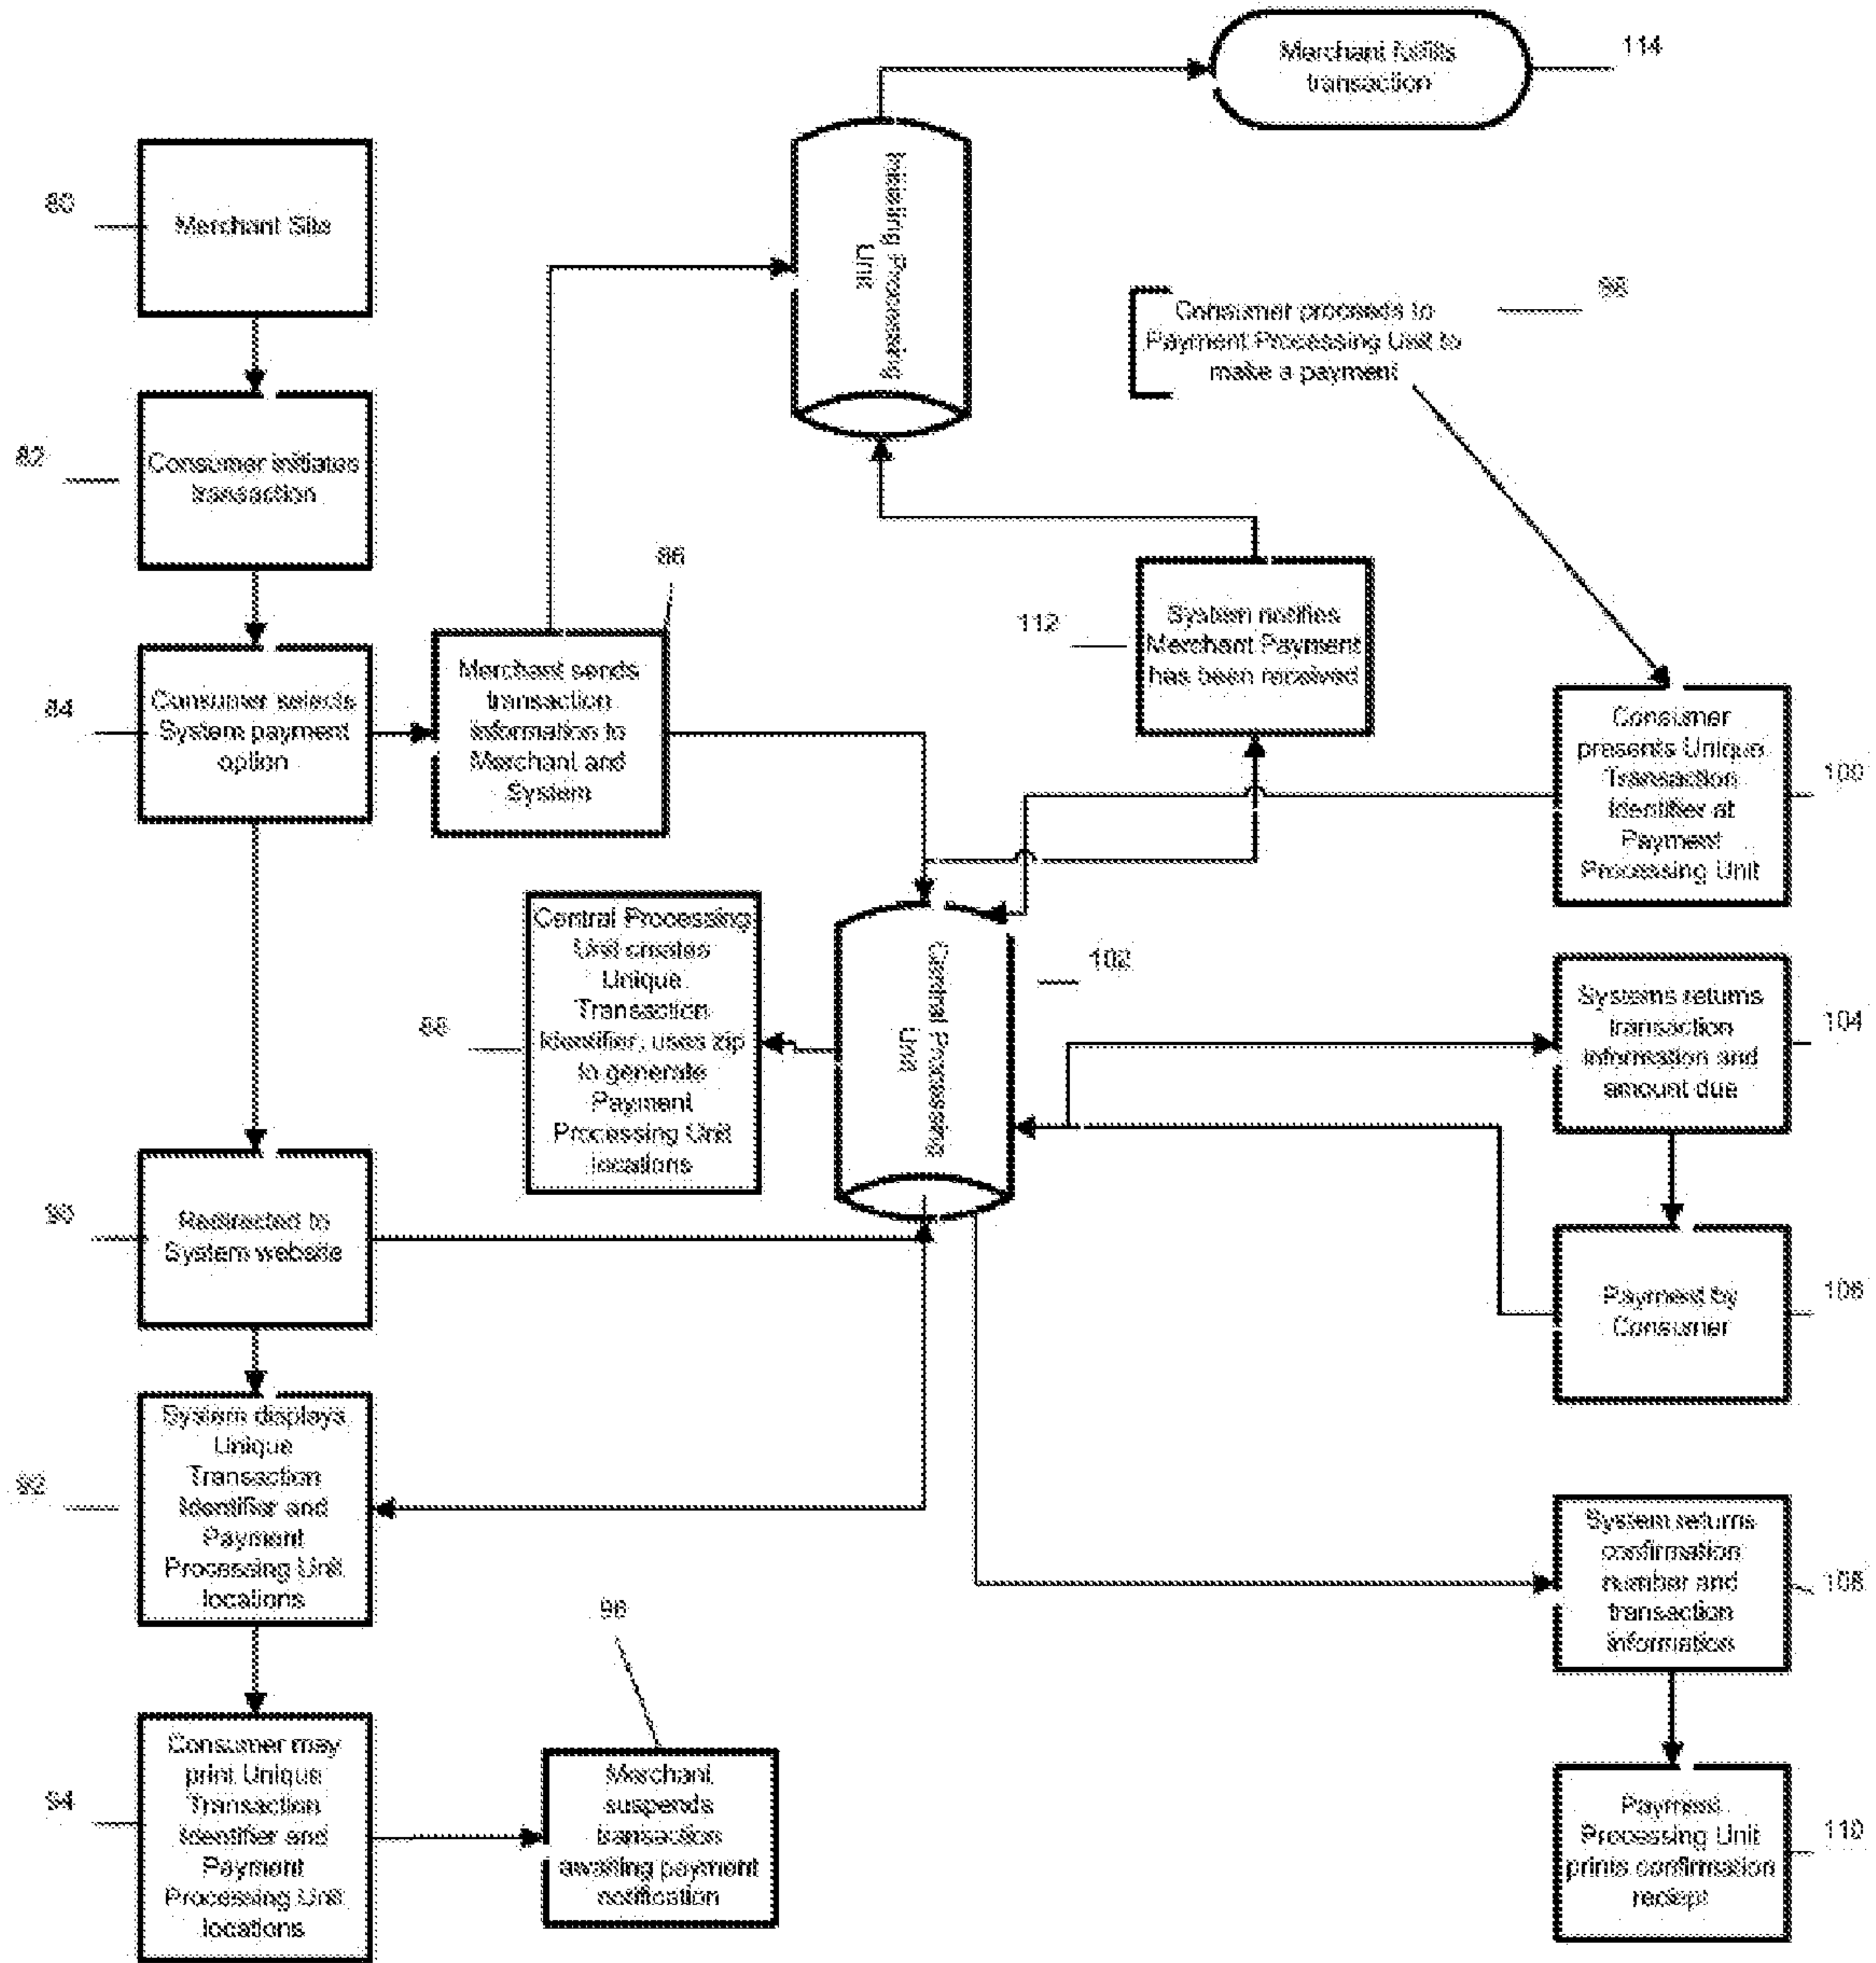 Merchant fulfills
transaction
114
80
Merchant Site
Processing
Unit
98
Consumer proceeds to
Payment Processing Unit to
make a payment
82
Consumer initiates
transaction
86
112
System notifies
Merchant Payment
has been received
84
Consumer selects
System payment
option
Merchant sends
transaction
information to
Merchant and
System
Consumer
presents Unique
Transaction
Identifier at
Payment
Processing Unit
100
Central Processing
Unit creates
Unique
Transaction
Identifier, uses zip
to generate
Payment
Processing Unit
locations
88
Central Processing
Unit
102
Systems returns
transaction
information and
amount due
104
90
Redirected to
System website
Payment by
Consumer
106
92
System displays
Unique
Transaction
Identifier and
Payment
Processing Unit
locations
96
System returns
confirmation
number and
transaction
information
108
94
Consumer may
print Unique
Transaction
Identifier and
Payment
Processing Unit
locations
Merchant
suspends
transaction
awaiting payment
notification
Payment
Processing Unit
prints confirmation
reciept
110